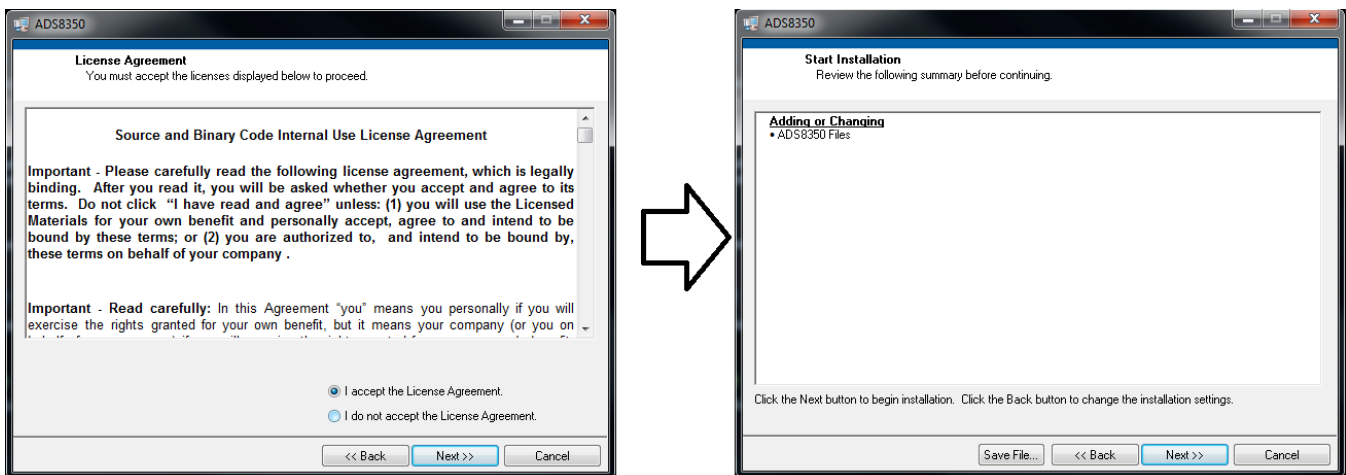 ADS8350
License Agreement
You must accept the licenses displayed below to proceed.
Source and Binary Code Internal Use License Agreement
Important - Please carefully read the following license agreement, which is legally
binding. After you read it, you will be asked whether you accept and agree to its
terms. Do not click “I have read and agree” unless: (1) you will use the Licensed
Materials for your own benefit and personally accept, agree to and intend to be
bound by these terms; or (2) you are authorized to, and intend to be bound by,
these terms on behalf of your company .
Important - Read carefully: In this Agreement “you” means you personally if you will
exercise the rights granted for your own benefit, but it means your company (or you on
I accept the License Agreement.
I do not accept the License Agreement.
<< Back
Next >>
Cancel
ADS8350
Start Installation
Review the following summary before continuing.
Adding or Changing
• ADS8350 Files
Click the Next button to begin installation. Click the Back button to change the installation settings.
Save File...
<< Back
Next >>
Cancel